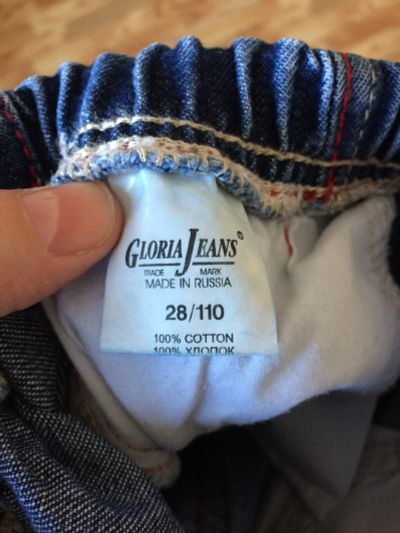 GLORIA JEANS®
TRADE MARK
MADE IN RUSSIA
28/110
100% COTTON
100% ХЛОПОК